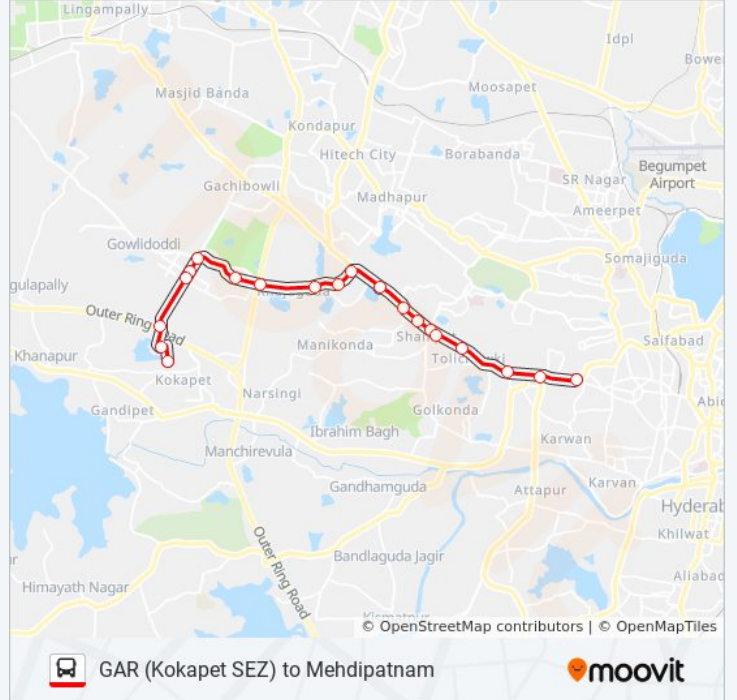 Lingampally
Idpl
Bowe
Moosapet
Masjid Banda
Kondapur
Hitech City
Borabanda
Begumpet
Airport
SR Nagar
Gachibowli
Madhapur
Ameerpet
Gowlidoddi
Somajiguda
gulapally
Outer Ring Road
Manikonda
Saifabad
Khanapur
Kokapet
Narsingi
Abid
Gandipet
Golkonda
Ibrahim Bagh
Karwan
Manchirevula
Gandhamguda
Attapur
Karvan
Hyderab
Khilwat
Outer Ring Road
Bandlaguda Jagir
Aliabad
Himayath Nagar
© OpenStreetMap contributors | © OpenMapTiles
GAR (Kokapet SEZ) to Mehdipatnam
moovit